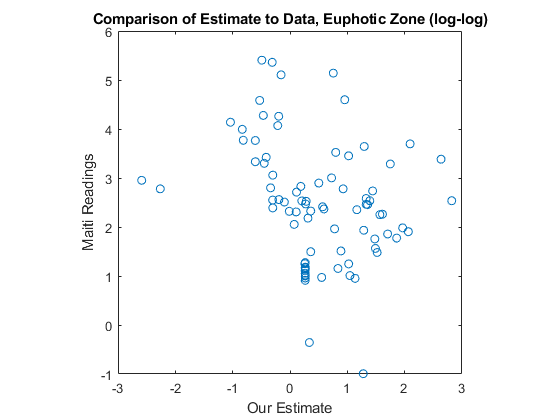 Comparison of Estimate to Data, Euphotic Zone (log-log)
6
5
4
3
2
1
0
-1
Maiti Readings
-3 -2 -1 0 1 2 3
Our Estimate